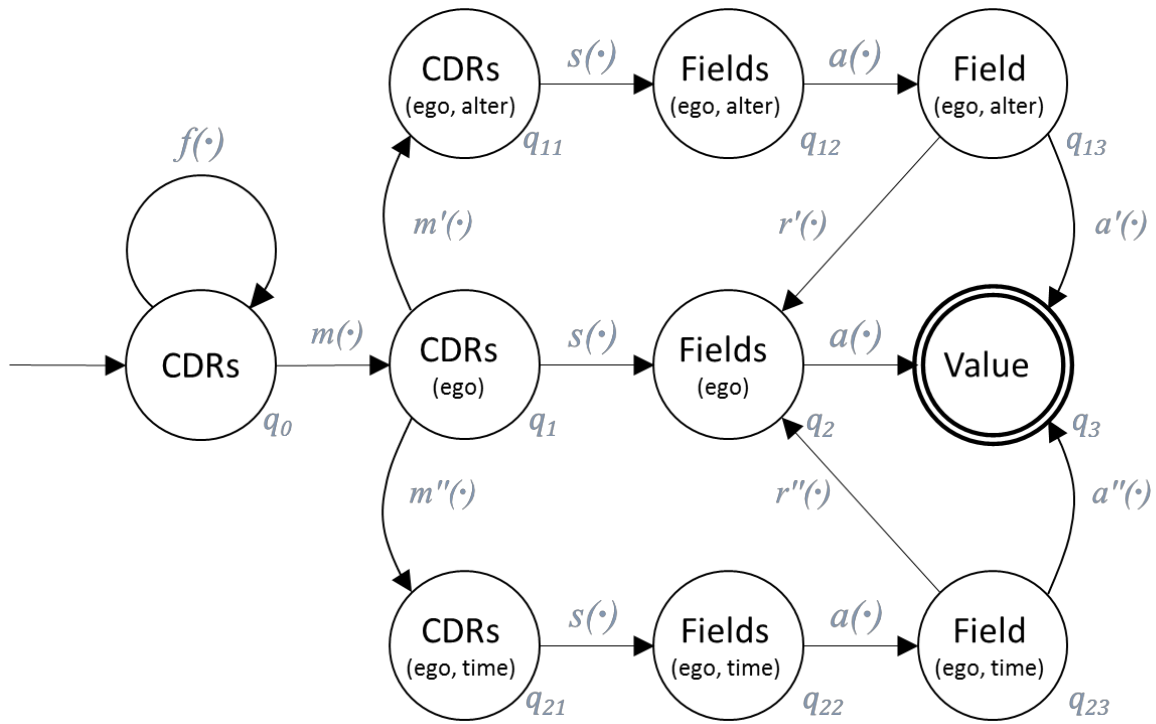 CDRs
(ego, alter)
q11
s(·)
Fields
(ego, alter)
q12
a(·)
Field
(ego, alter)
q13
f(·)
m'(·)
r'(·)
a'(·)
CDRs
q0
m(·)
CDRs
(ego)
q1
s(·)
Fields
(ego)
q2
a(·)
Value
q3
m''(·)
r''(·)
a''(·)
CDRs
(ego, time)
q21
s(·)
Fields
(ego, time)
q22
a(·)
Field
(ego, time)
q23